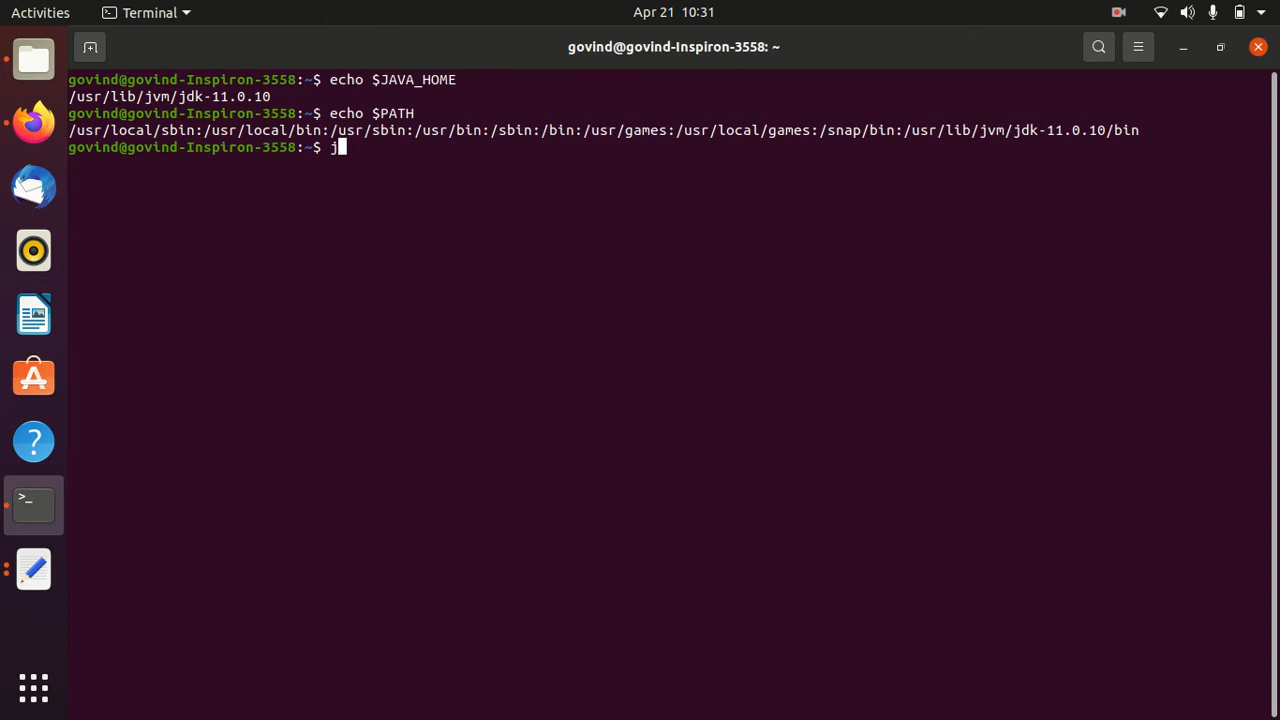 Activities Terminal Apr 21 10:31
govind@govind-Inspiron-3558: ~
govind@govind-Inspiron-3558:~$ echo $JAVA_HOME
/usr/lib/jvm/jdk-11.0.10
govind@govind-Inspiron-3558:~$ echo $PATH
/usr/local/sbin:/usr/local/bin:/usr/sbin:/usr/bin:/sbin:/bin:/usr/games:/usr/local/games:/snap/bin:/usr/lib/jvm/jdk-11.0.10/bin
govind@govind-Inspiron-3558:~$ j